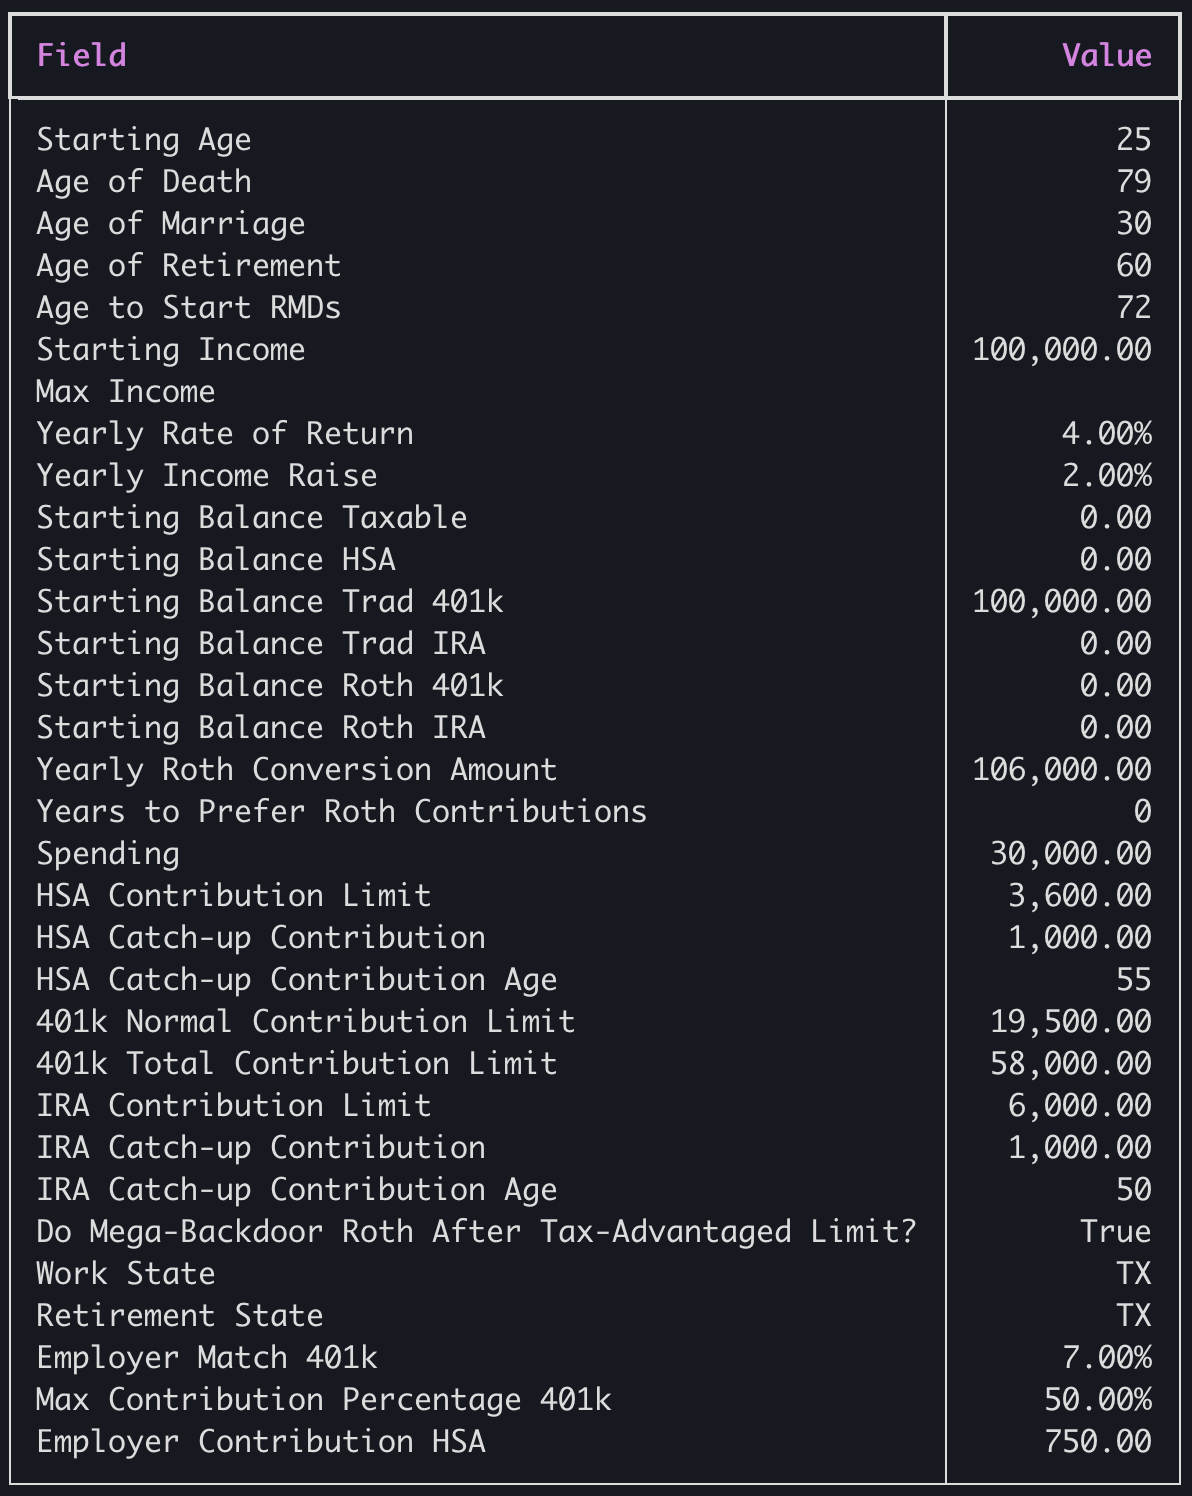 Field Value
Starting Age 25
Age of Death 79
Age of Marriage 30
Age of Retirement 60
Age to Start RMDs 72
Starting Income 100,000.00
Max Income
Yearly Rate of Return 4.00%
Yearly Income Raise 2.00%
Starting Balance Taxable 0.00
Starting Balance HSA 0.00
Starting Balance Trad 401k 100,000.00
Starting Balance Trad IRA 0.00
Starting Balance Roth 401k 0.00
Starting Balance Roth IRA 0.00
Yearly Roth Conversion Amount 106,000.00
Years to Prefer Roth Contributions 0
Spending 30,000.00
HSA Contribution Limit 3,600.00
HSA Catch-up Contribution 1,000.00
HSA Catch-up Contribution Age 55
401k Normal Contribution Limit 19,500.00
401k Total Contribution Limit 58,000.00
IRA Contribution Limit 6,000.00
IRA Catch-up Contribution 1,000.00
IRA Catch-up Contribution Age 50
Do Mega-Backdoor Roth After Tax-Advantaged Limit? True
Work State TX
Retirement State TX
Employer Match 401k 7.00%
Max Contribution Percentage 401k 50.00%
Employer Contribution HSA 750.00